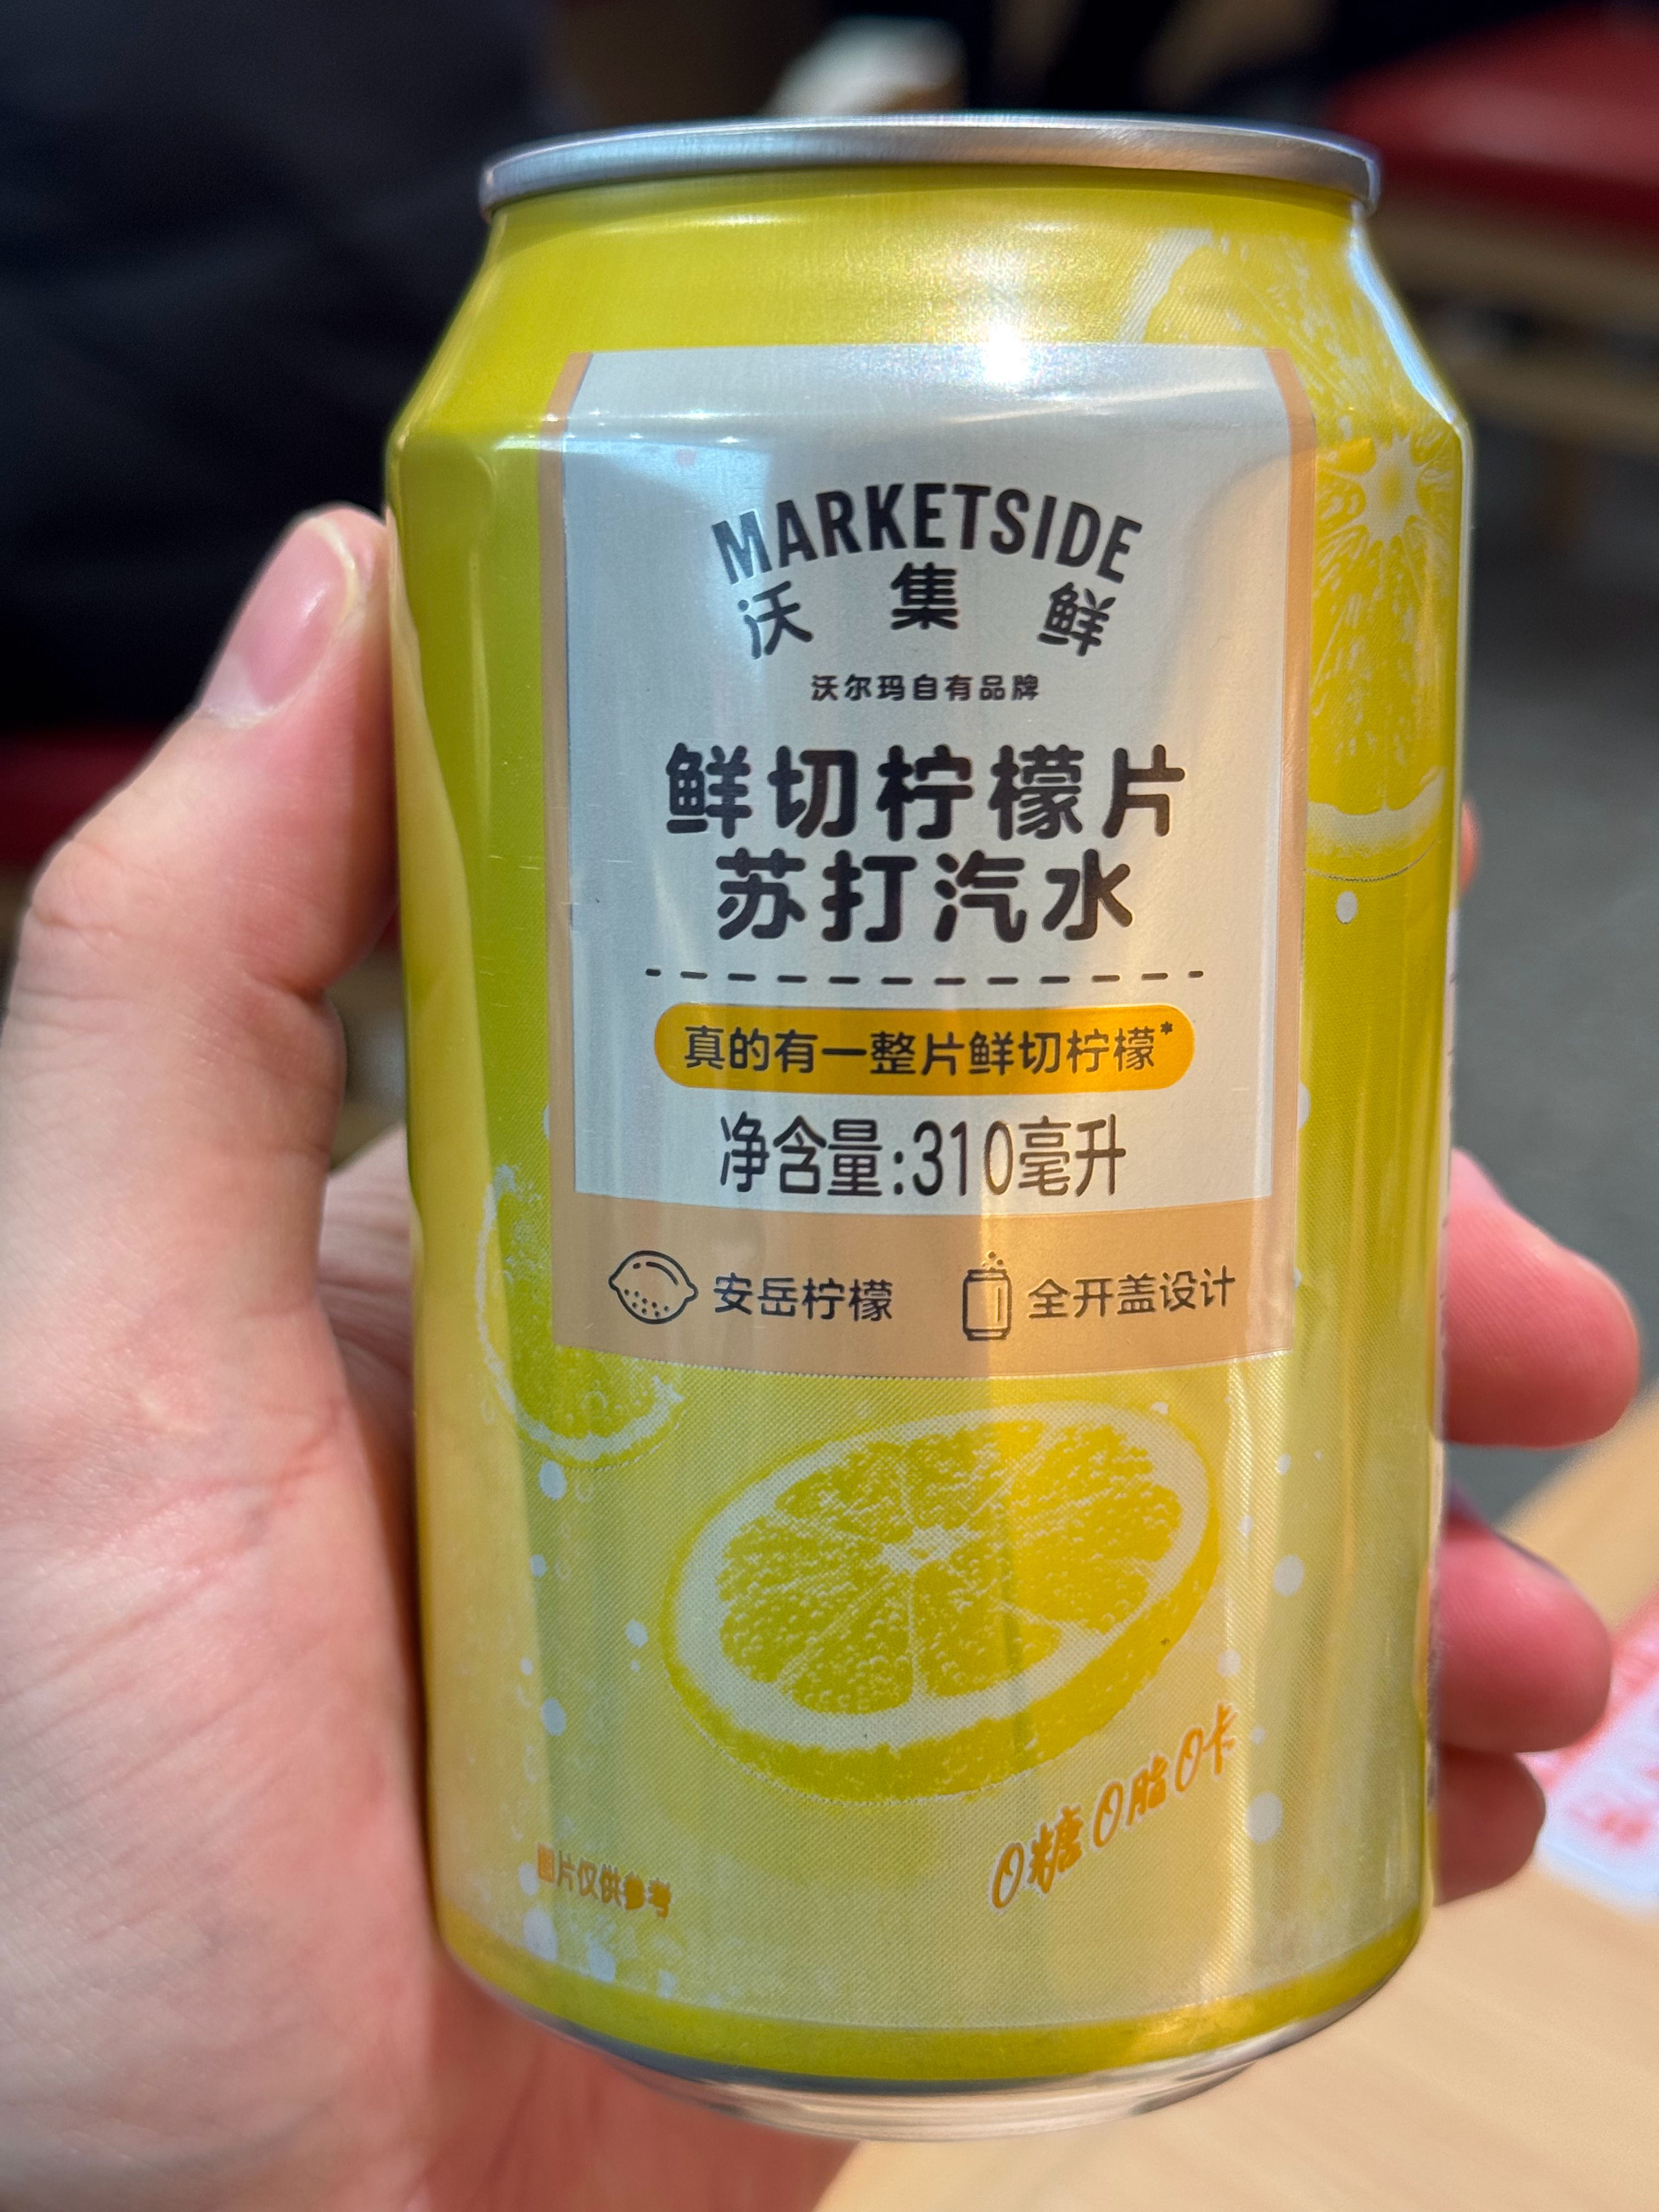 MARKETSIDE
沃集鲜
沃尔玛自有品牌
鲜切柠檬片
苏打汽水
真的有一整片鲜切柠檬*
净含量:310毫升
安岳柠檬 全开盖设计
0糖0脂0卡
图片仅供参考